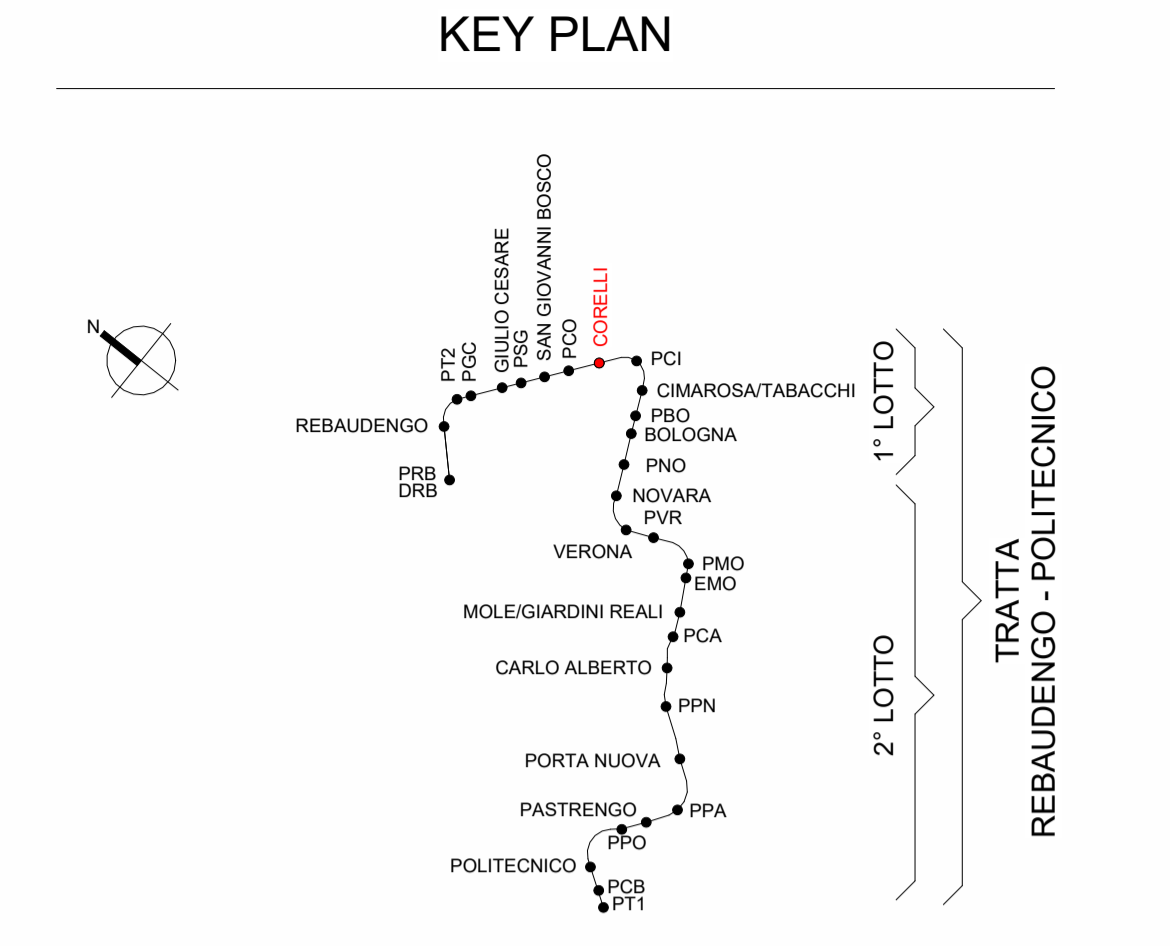 KEY PLAN
N
PT2
PGC
GIULIO CESARE
PSG
SAN GIOVANNI BOSCO
PCO
CORELLI
PCI
CIMAROSA/TABACCHI
PBO
BOLOGNA
PNO
NOVARA
PVR
VERONA
REBAUDENGO
PRB
DRB
PMO
EMO
MOLE/GIARDINI REALI
PCA
CARLO ALBERTO
PPN
PORTA NUOVA
PASTRENGO
PPA
PPO
POLITECNICO
PCB
PT1
1° LOTTO
2° LOTTO
TRATTA
REBAUDENGO - POLITECNICO